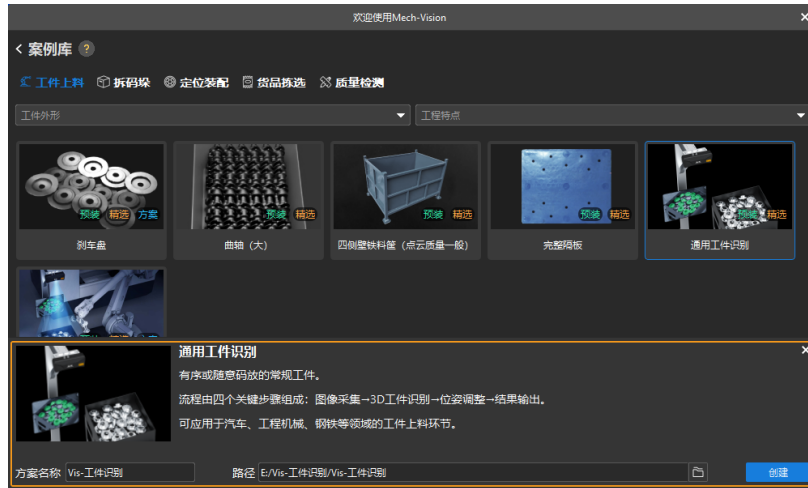 欢迎使用Mech-Vision
案例库 ?
工件上料 拆码垛 定位装配 货品拣选 质量检测
工件外形 工程特点
预装 精选 方案 预装 精选 预装 精选 预装 精选 预装 精选
刹车盘 曲轴（大） 四侧壁铁料筐（点云质量一般） 完整隔板 通用工件识别
通用工件识别
有序或随意码放的常规工件。
流程由四个关键步骤组成：图像采集→3D工件识别→位姿调整→结果输出。
可应用于汽车、工程机械、钢铁等领域的工件上料环节。
方案名称 Vis-工件识别 路径 E:/Vis-工件识别/Vis-工件识别 创建